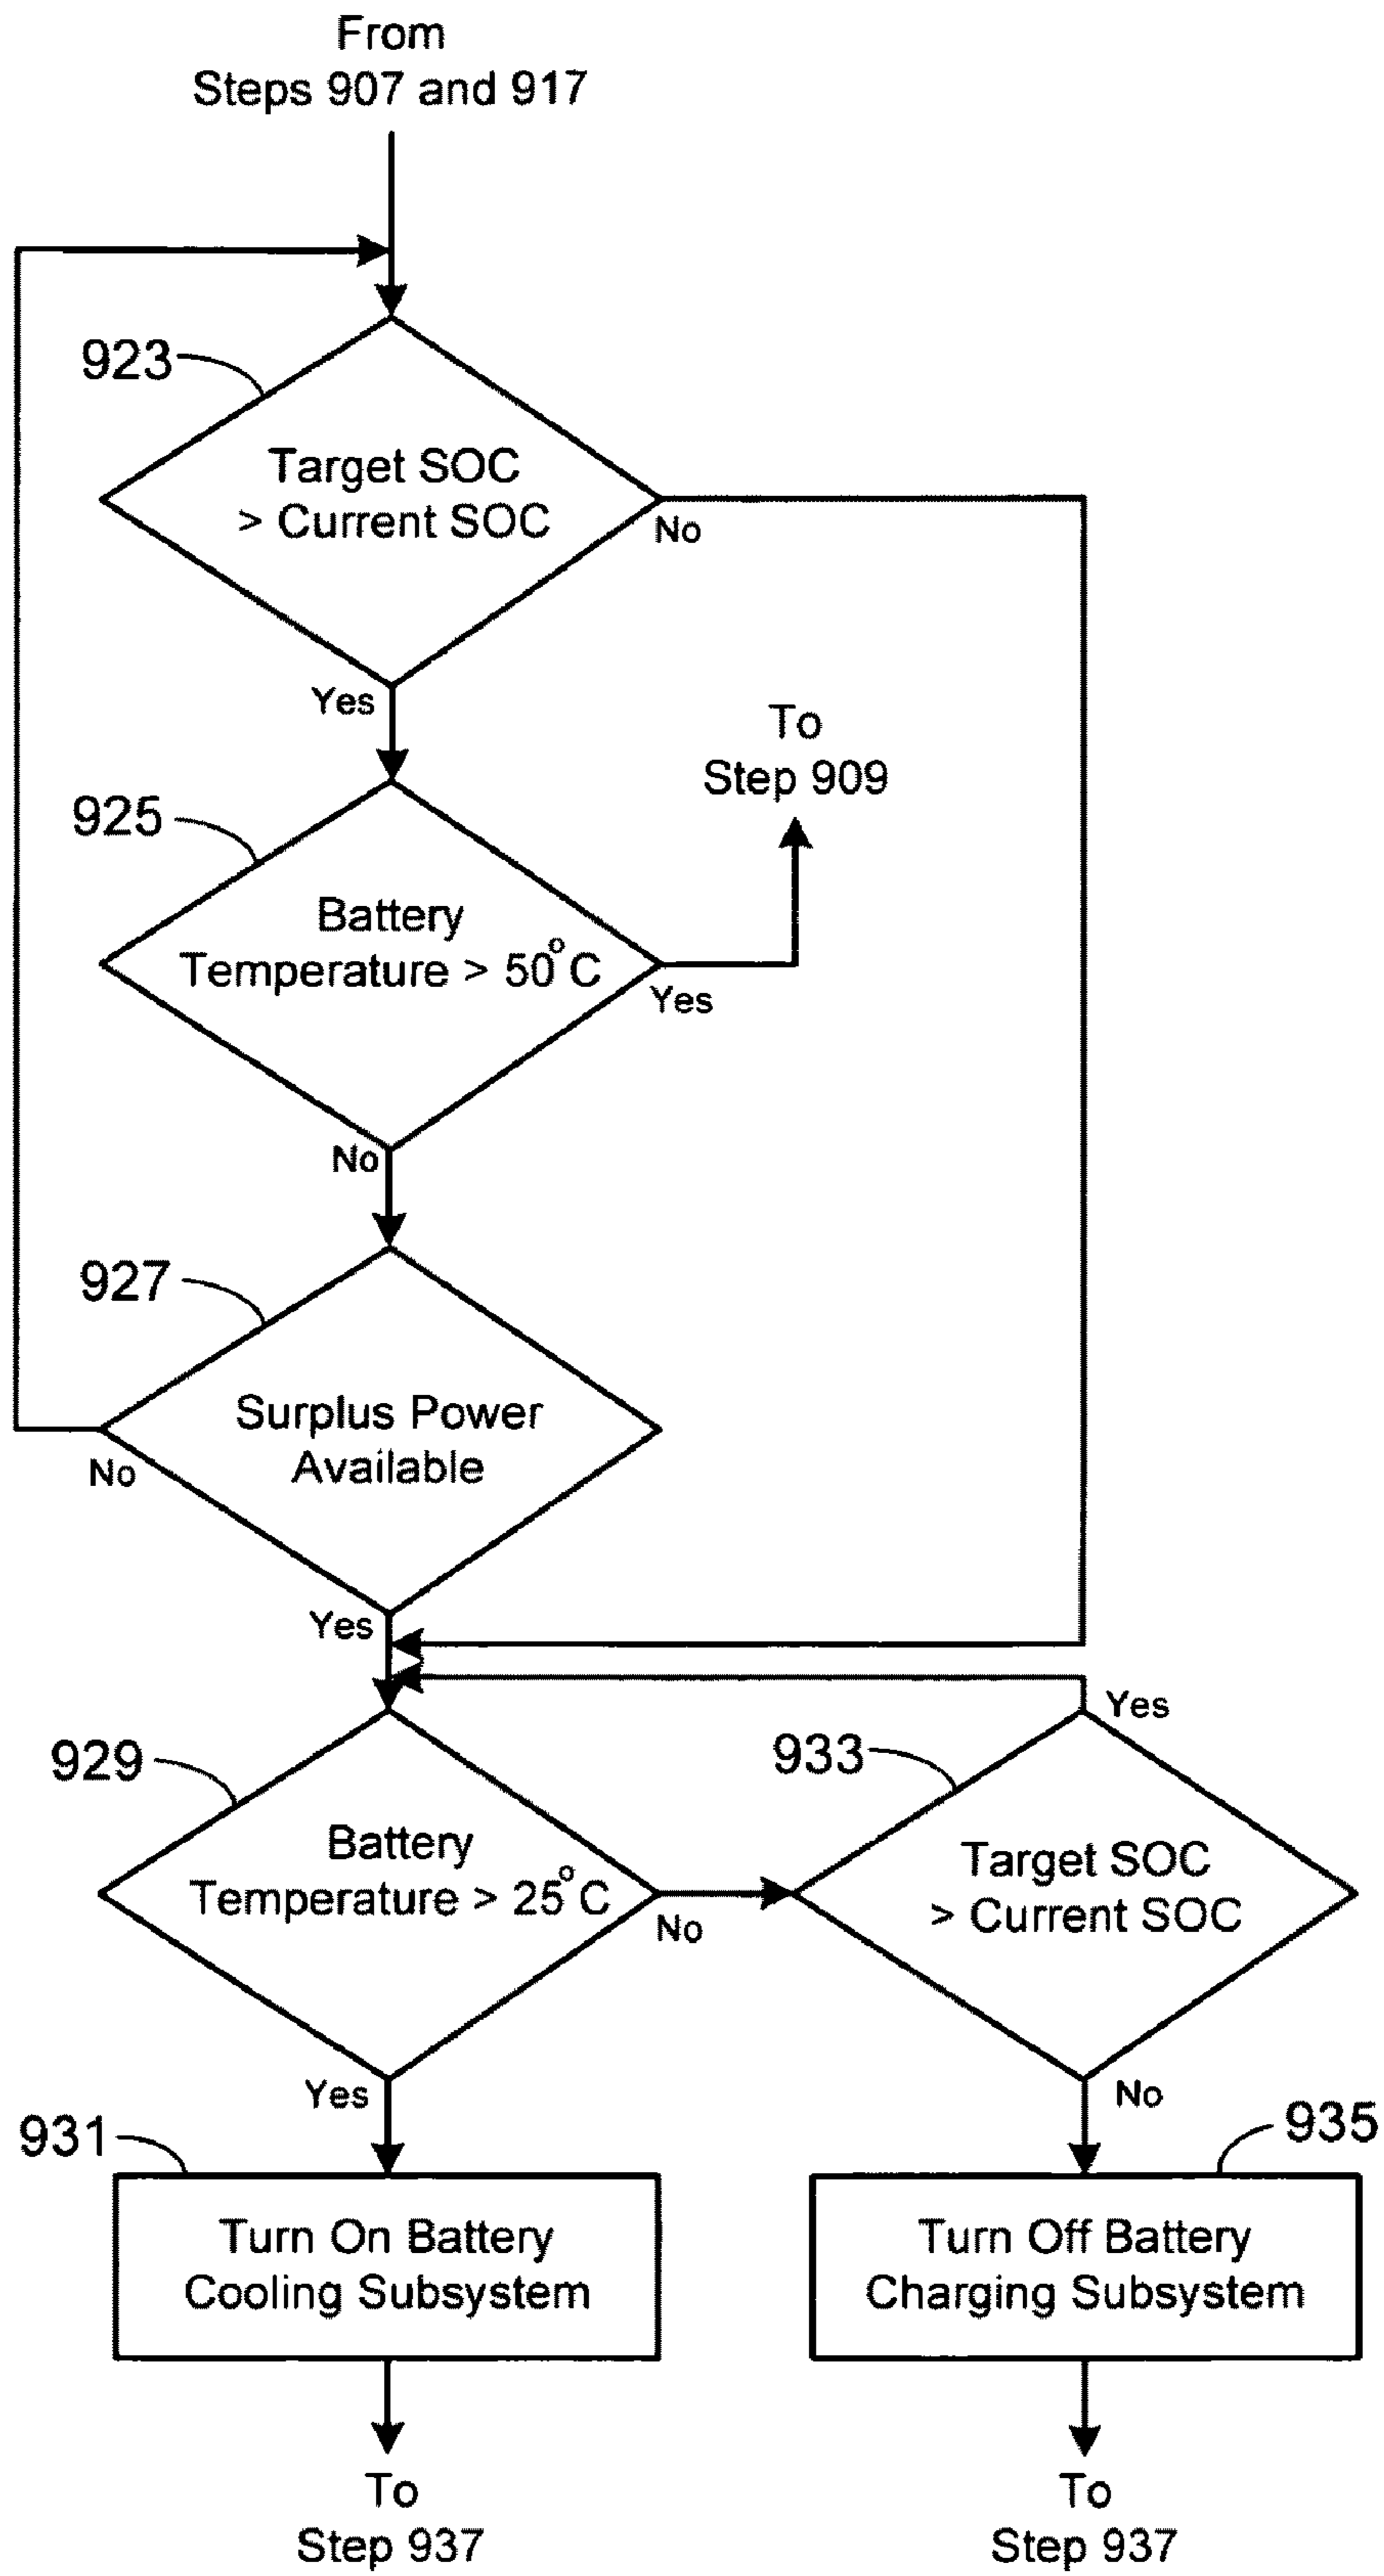 From
Steps 907 and 917
923
Target SOC
> Current SOC
No
Yes
To
Step 909
925
Battery
Temperature > 50°C
Yes
No
927
Surplus Power
Available
No
Yes
929
Battery
Temperature > 25°C
No
Yes
933
Yes
Target SOC
> Current SOC
No
931
Turn On Battery
Cooling Subsystem
935
Turn Off Battery
Charging Subsystem
To
Step 937
To
Step 937